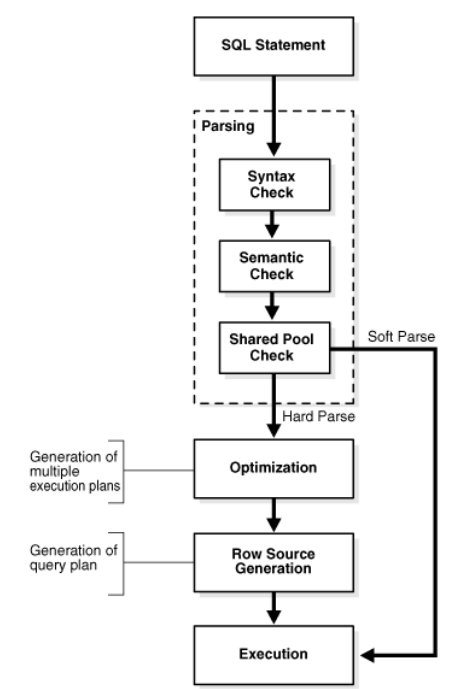 SQL Statement
Parsing
Syntax
Check
Semantic
Check
Shared Pool
Check
Soft Parse
Hard Parse
Generation of
multiple
execution plans
Optimization
Generation of
query plan
Row Source
Generation
Execution